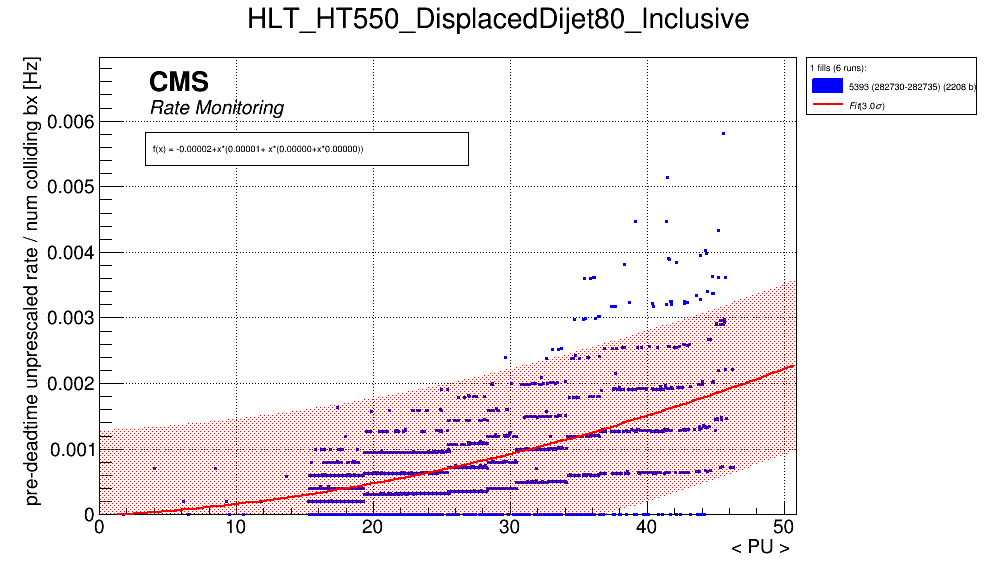 HLT_HT550_DisplacedDijet80_Inclusive
pre-deadtime unprescaled rate / num colliding bx [Hz]
CMS
Rate Monitoring
f(x) = -0.00002+x*(0.00001+ x*(0.00000+x*0.00000))
0.006
0.005
0.004
0.003
0.002
0.001
0
0 10 20 30 40 50
< PU >
1 fills (6 runs):
5393 (282730-282735) (2208 b)
Fit(3.0σ)